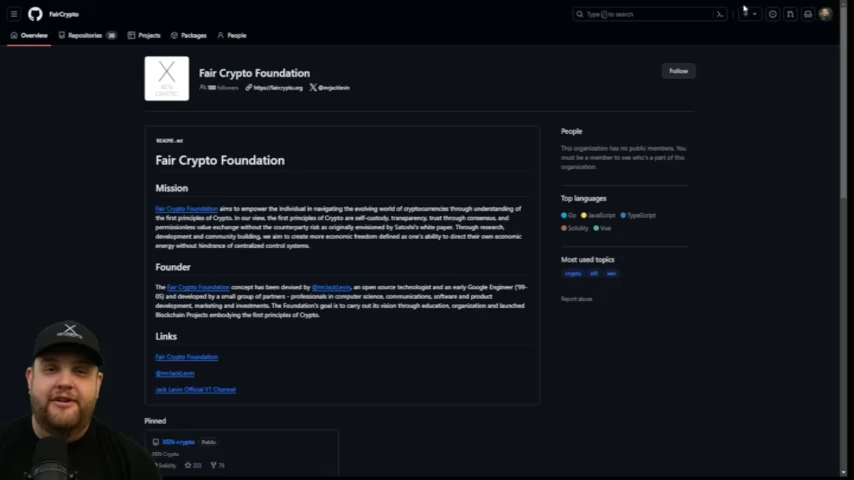 FairCrypto
Type / to search
Overview
Repositories 38
Projects
Packages
People
XEN
CRYPTO
Fair Crypto Foundation
100 followers
https://faircrypto.org
@mrjacklevin
Follow
README.md
Fair Crypto Foundation
Mission
Fair Crypto Foundation aims to empower the individual in navigating the evolving world of cryptocurrencies through understanding of
the first principles of Crypto. In our view, the first principles of Crypto are self-custody, transparency, trust through consensus, and
permissionless value exchange without the counterparty risk as originally envisioned by Satoshi's white paper. Through research,
development and community building, we aim to create more economic freedom defined as one's ability to direct their own economic
energy without hindrance of centralized control systems.
Founder
The Fair Crypto Foundation concept has been devised by @mrJackLevin, an open source technologist and an early Google Engineer ('99-
05) and developed by a small group of partners - professionals in computer science, communications, software and product
development, marketing and investments. The Foundation's goal is to carry out its vision through education, organization and launched
Blockchain Projects embodying the first principles of Crypto.
Links
Fair Crypto Foundation
@mrJackLevin
Jack Levin Official YT Channel
Pinned
XEN-crypto Public
XEN Crypto
Solidity 323 76
People
This organization has no public members. You
must be a member to see who's a part of this
organization.
Top languages
Go JavaScript TypeScript
Solidity Vue
Most used topics
crypto nft xen
Report abuse